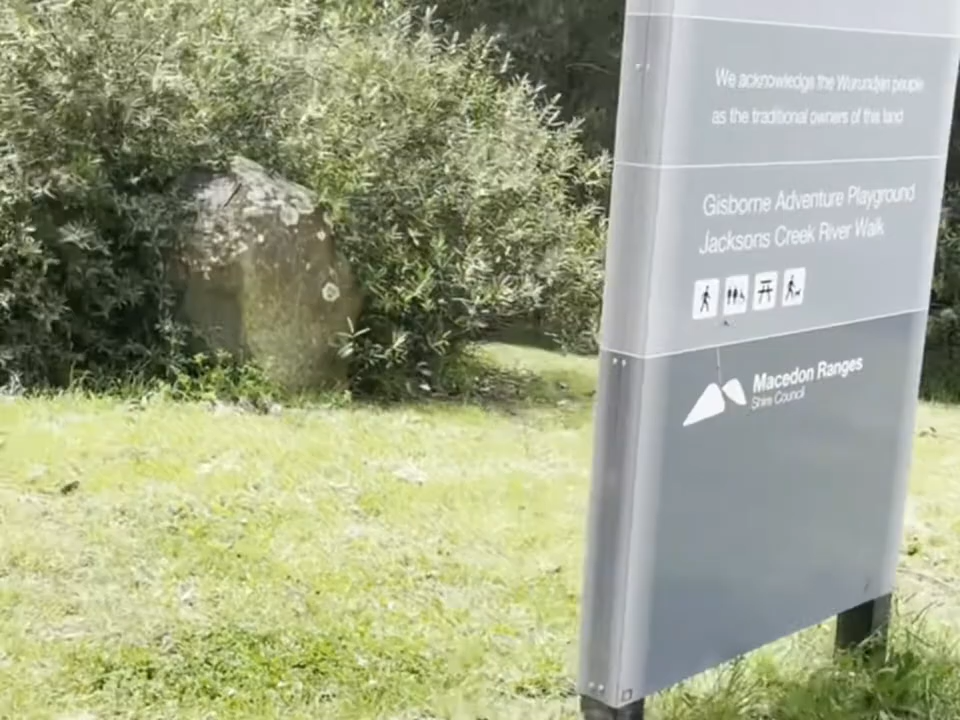 We acknowledge the Wurundjeri people
as the traditional owners of this land
Gisborne Adventure Playground
Jacksons Creek River Walk
Macedon Ranges
Shire Council